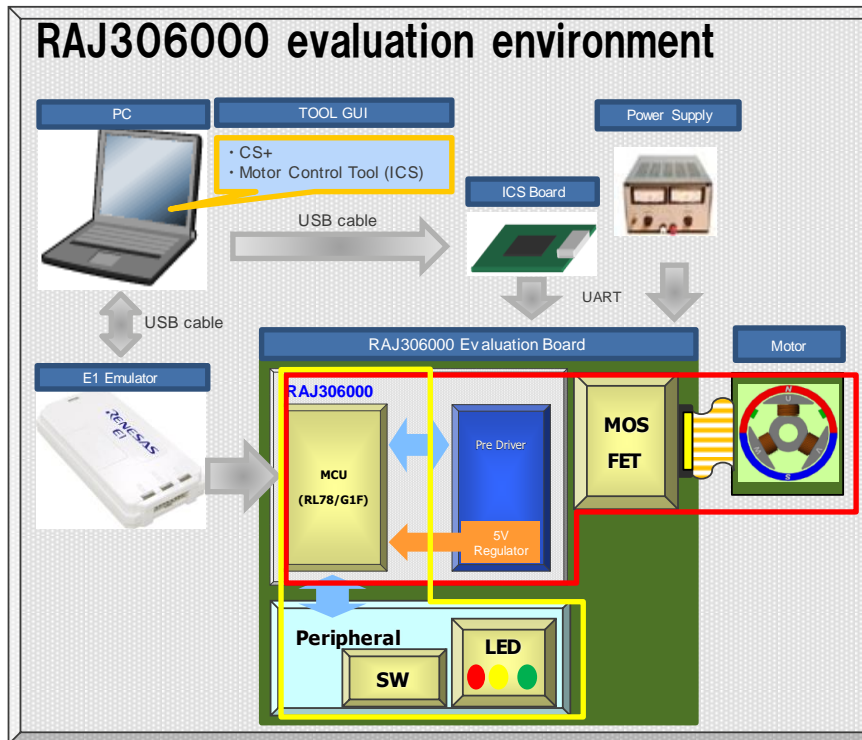 RAJ306000 evaluation environment
PC
TOOL GUI
Power Supply
・CS+
・Motor Control Tool (ICS)
ICS Board
USB cable
UART
USB cable
RAJ306000 Evaluation Board
Motor
E1 Emulator
RAJ306000
RENESAS
E1
MCU
(RL78/G1F)
Pre Driver
MOS
FET
N
U
V
W
S
5V
Regulator
Peripheral
SW
LED